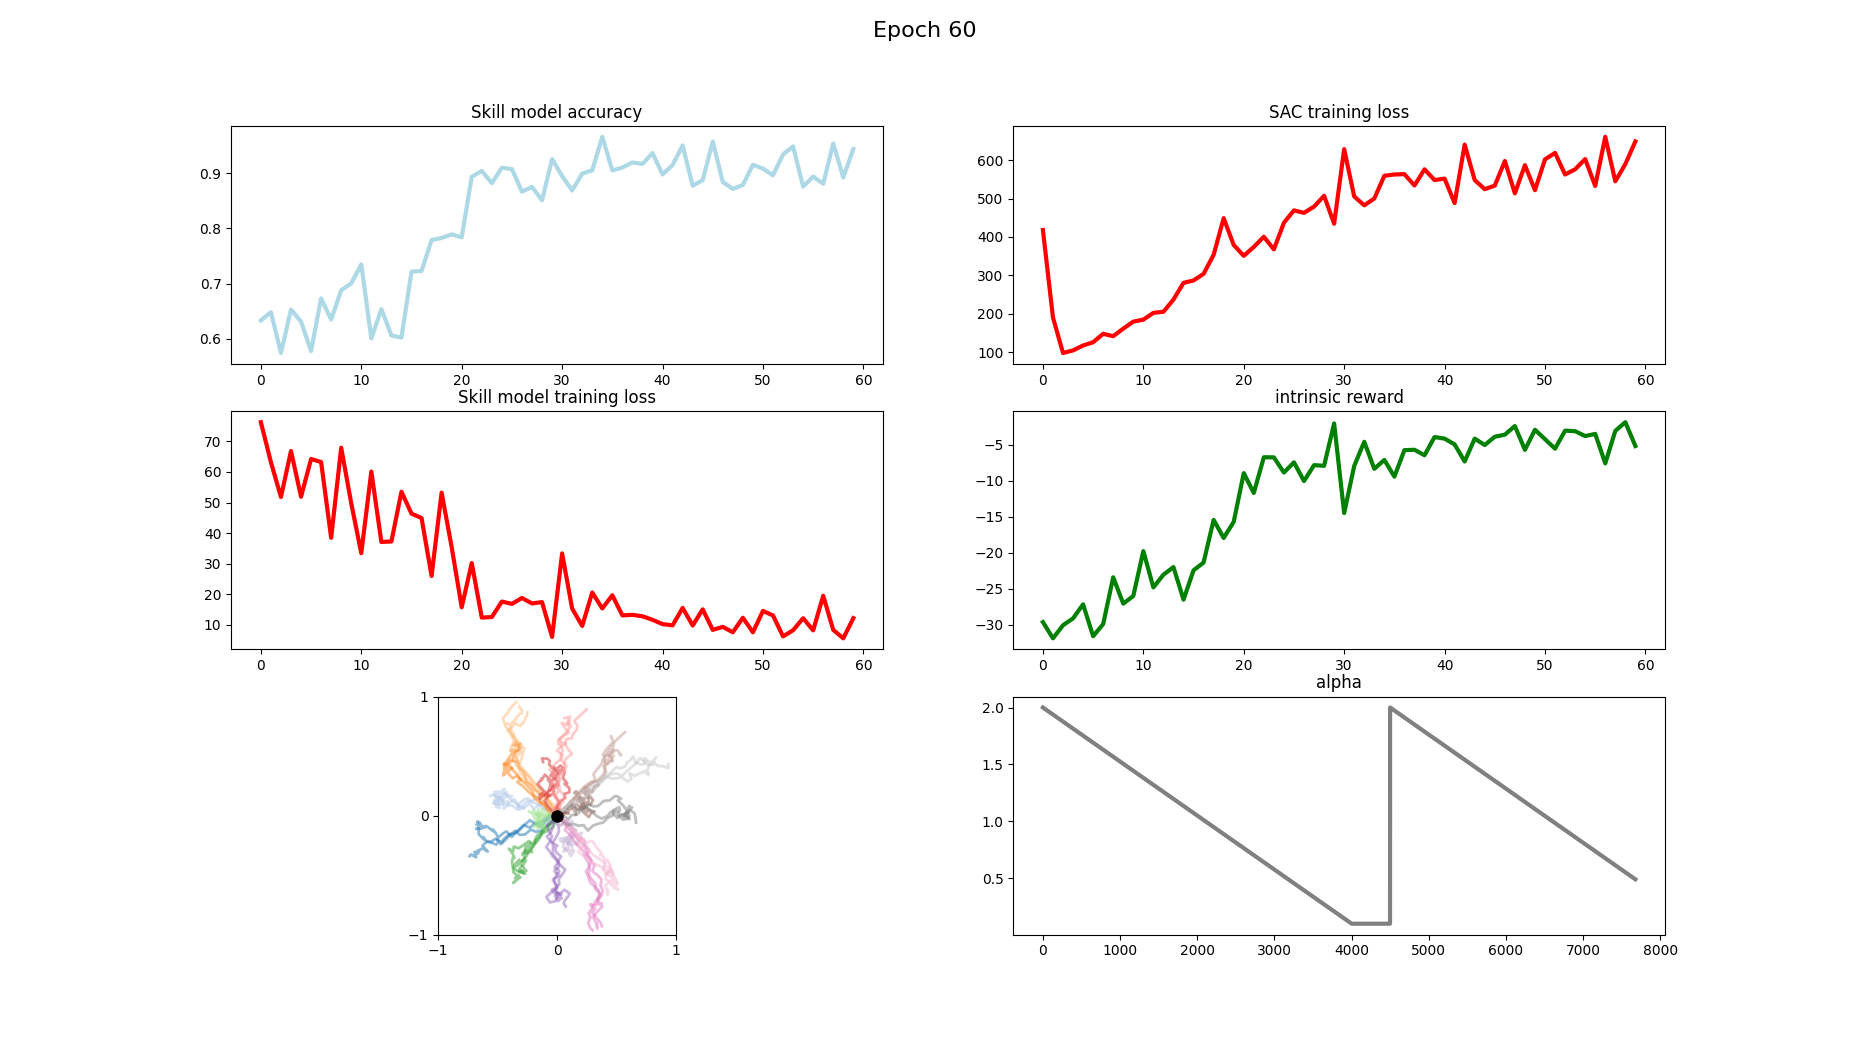 Epoch 60
Skill model accuracy
0.9
0.8
0.7
0.6
0 10 20 30 40 50 60
SAC training loss
600
500
400
300
200
100
0 10 20 30 40 50 60
Skill model training loss
70
60
50
40
30
20
10
0 10 20 30 40 50 60
intrinsic reward
−5
−10
−15
−20
−25
−30
0 10 20 30 40 50 60
1
0
−1
−1 0 1
alpha
2.0
1.5
1.0
0.5
0 1000 2000 3000 4000 5000 6000 7000 8000